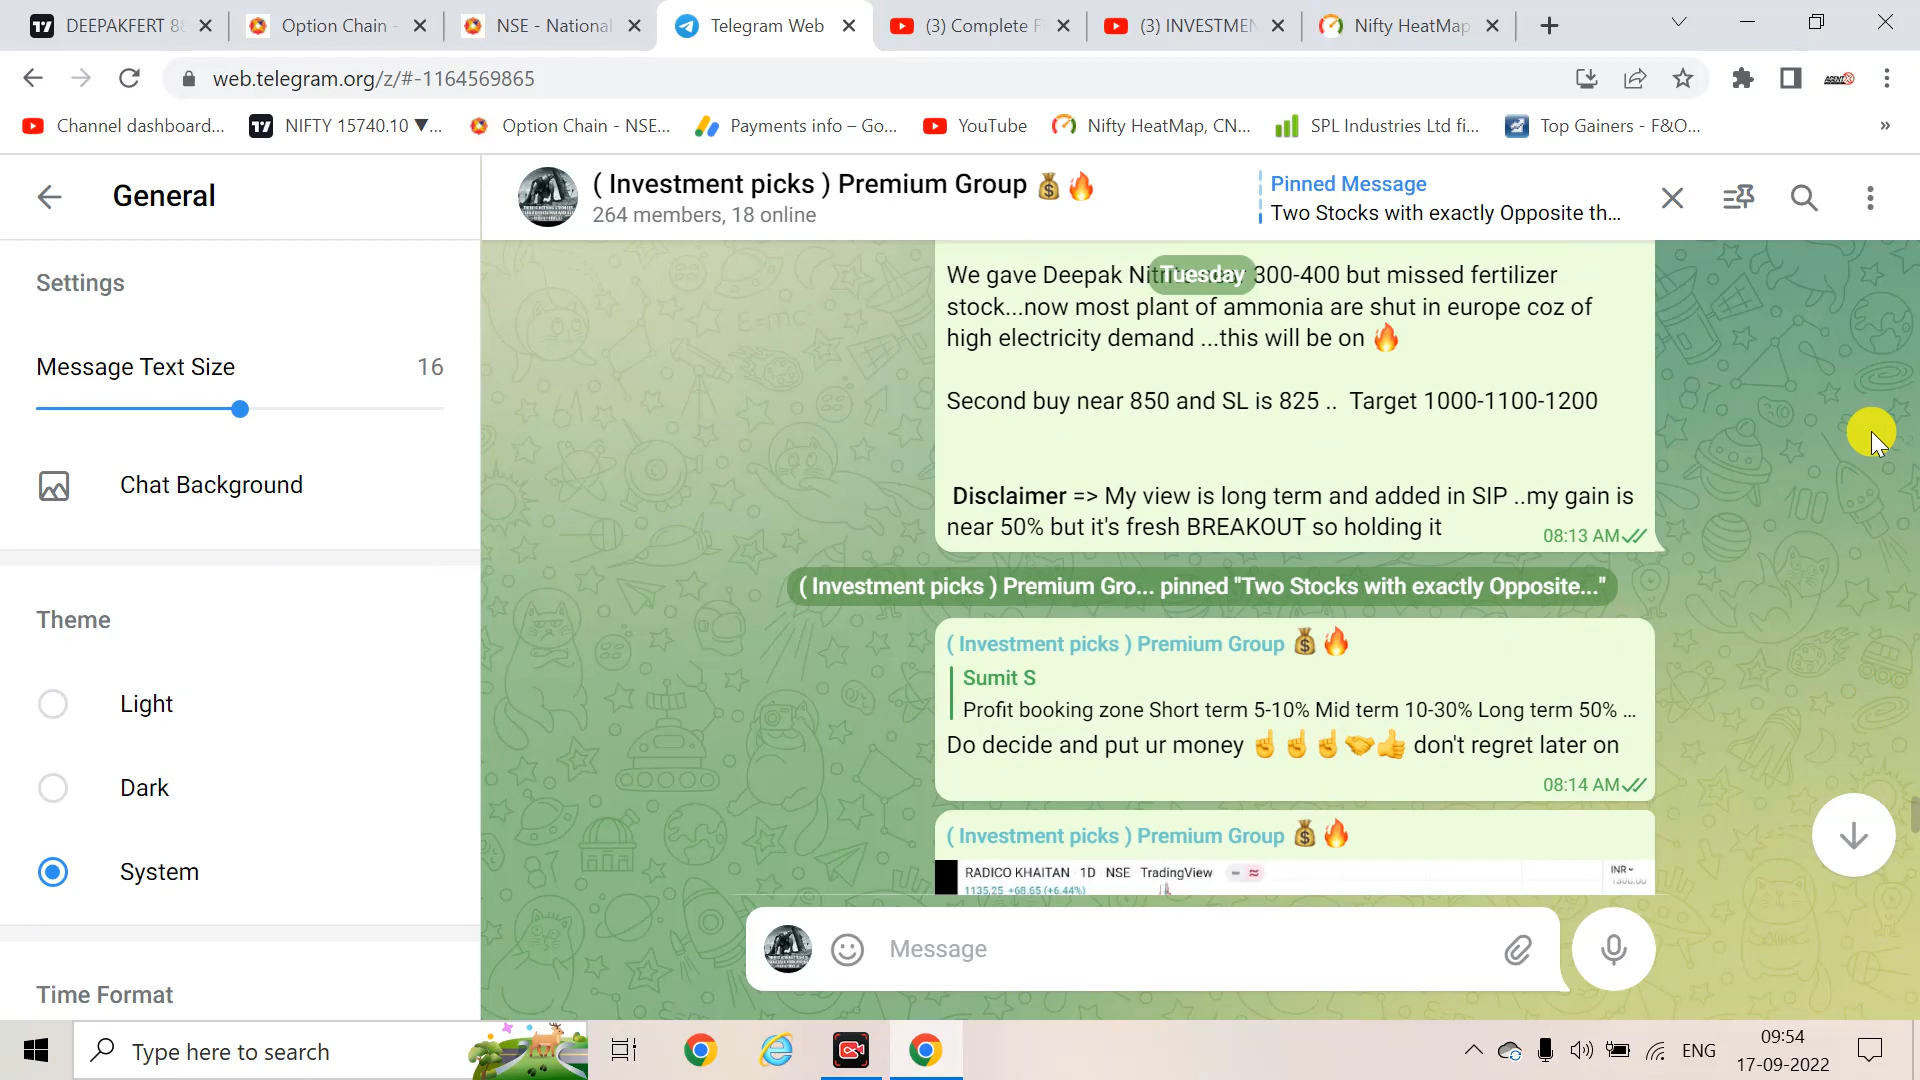 DEEPAKFERT 88
Option Chain -
NSE - National
Telegram Web
(3) Complete F
(3) INVESTMEN
Nifty HeatMap
web.telegram.org/z/#-1164569865
Channel dashboard...
NIFTY 15740.10 ▼...
Option Chain - NSE...
Payments info – Go...
YouTube
Nifty HeatMap, CN...
SPL Industries Ltd fi...
Top Gainers - F&O...
»
General
( Investment picks ) Premium Group 💰🔥
264 members, 18 online
Pinned Message
Two Stocks with exactly Opposite th...
Settings
Message Text Size 16
Chat Background
Theme
Light
Dark
System
Time Format
Tuesday
We gave Deepak 300-400 but missed fertilizer
stock...now most plant of ammonia are shut in europe coz of
high electricity demand ...this will be on 🔥
Second buy near 850 and SL is 825 .. Target 1000-1100-1200
Disclaimer => My view is long term and added in SIP ..my gain is
near 50% but it's fresh BREAKOUT so holding it
08:13 AM
( Investment picks ) Premium Gro... pinned "Two Stocks with exactly Opposite..."
( Investment picks ) Premium Group 💰🔥
Sumit S
Profit booking zone Short term 5-10% Mid term 10-30% Long term 50% ...
Do decide and put ur money ☝☝☝🤝👍 don't regret later on
08:14 AM
( Investment picks ) Premium Group 💰🔥
RADICO KHAITAN 1D NSE TradingView
INR
1135.25 +68.65 (+6.44%)
Message
Type here to search
ENG
09:54
17-09-2022